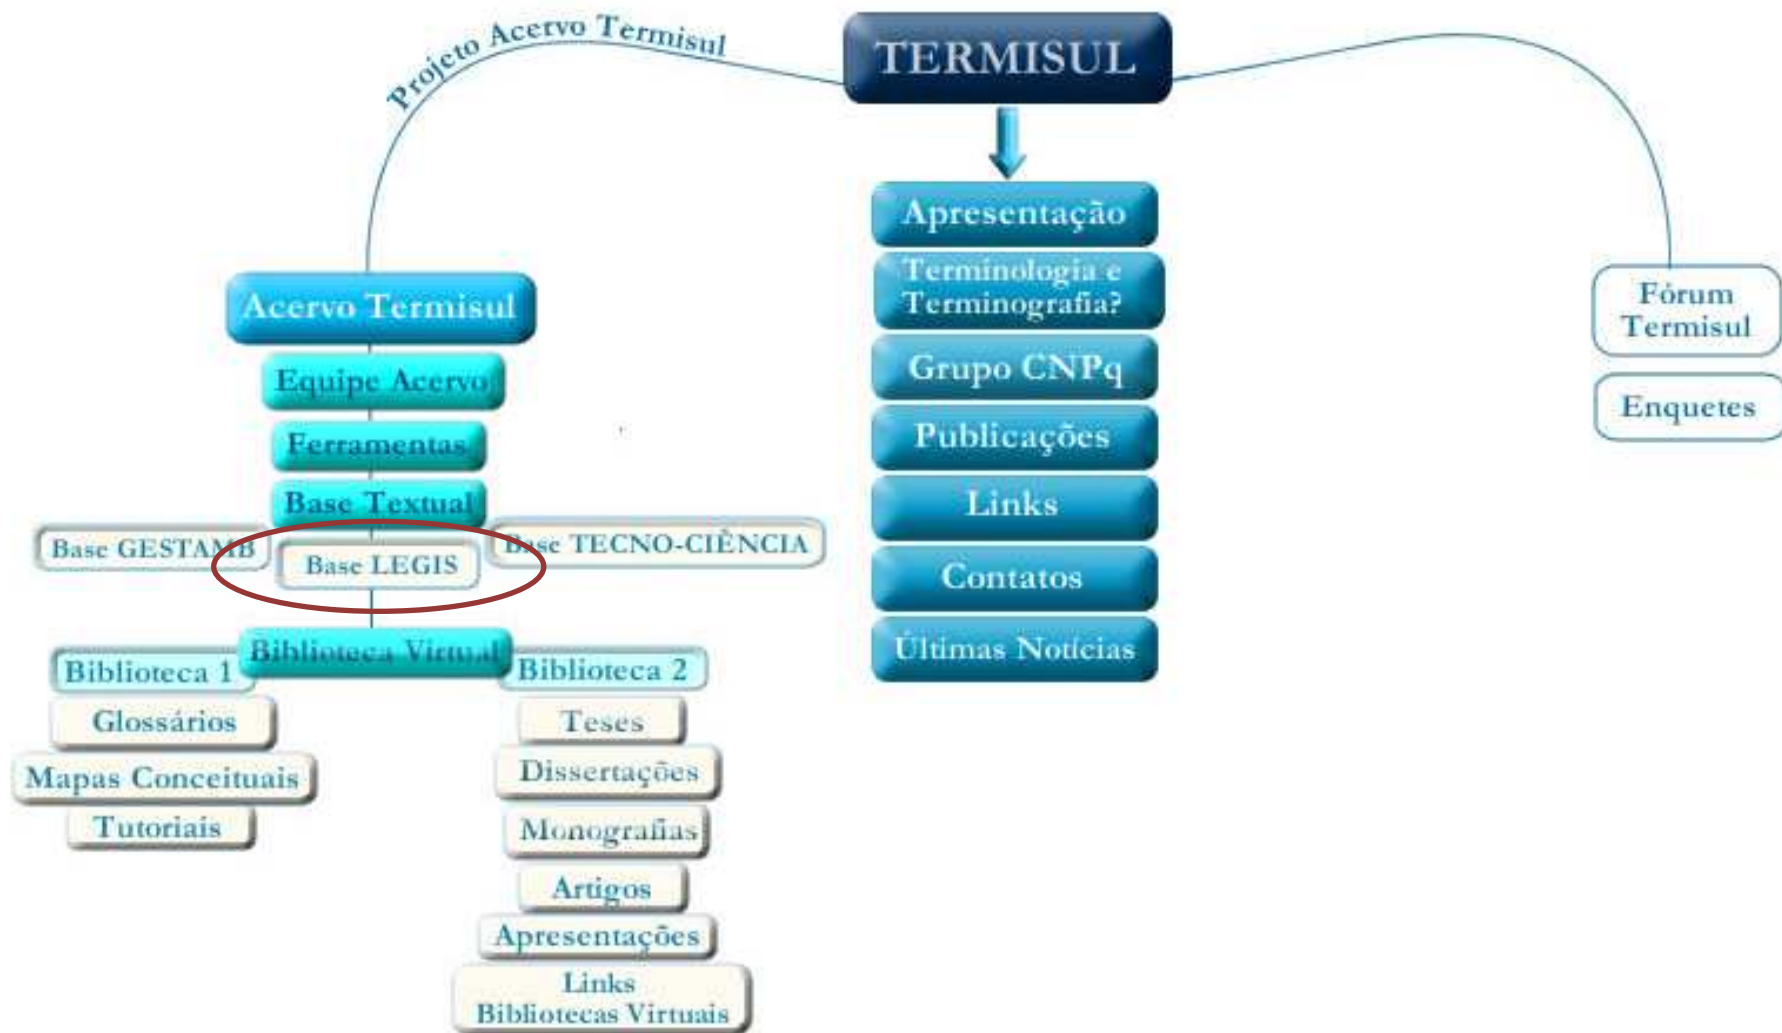 Projeto Acervo Termisul
TERMISUL
Acervo Termisul
Equipe Acervo
Ferramentas
Base Textual
Base GESTAMB
Base LEGIS
Base TECNO-CIÊNCIA
Biblioteca Virtual
Biblioteca 1
Glossários
Mapas Conceituais
Tutoriais
Biblioteca 2
Teses
Dissertações
Monografias
Artigos
Apresentações
Links
Bibliotecas Virtuais
Apresentação
Terminologia e
Terminografia?
Grupo CNPq
Publicações
Links
Contatos
Últimas Notícias
Fórum
Termisul
Enquetes